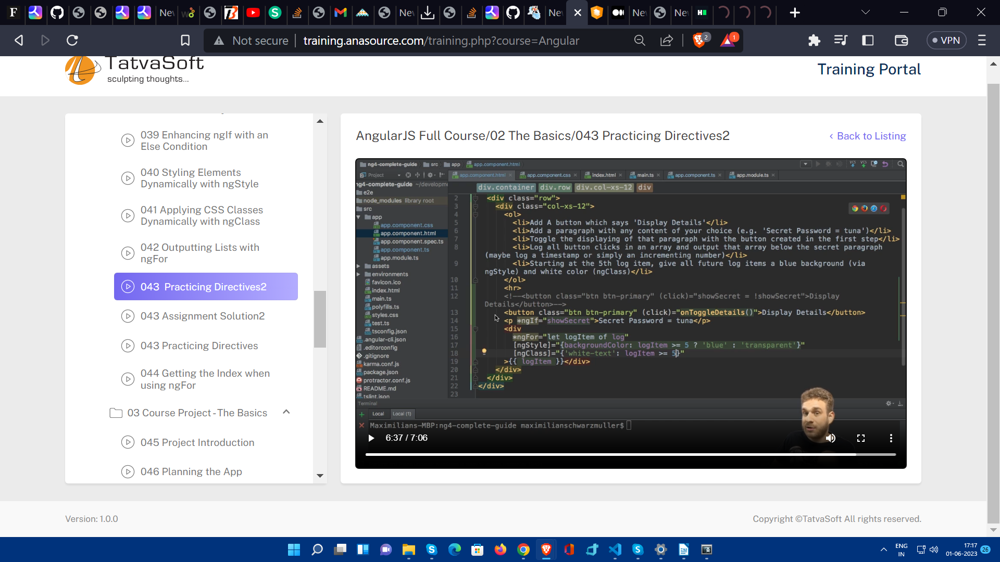 New
New
New
New
New
Not secure
training.anasource.com/training.php?course=Angular
2
1
VPN
TatvaSoft
sculpting thoughts...
Training Portal
039 Enhancing ngIf with an
Else Condition
040 Styling Elements
Dynamically with ngStyle
041 Applying CSS Classes
Dynamically with ngClass
042 Outputting Lists with
ngFor
043  Practicing Directives2
043 Assignment Solution2
043 Practicing Directives
044 Getting the Index when
using ngFor
03 Course Project - The Basics
045 Project Introduction
046 Planning the App
AngularJS Full Course/02 The Basics/043 Practicing Directives2
‹ Back to Listing
ng4-complete-guide src app app.component.html
Project
app.component.html app.component.css index.html main.ts app.component.ts app.module.ts
ng4-complete-guide ~/developme
e2e
node_modules library root
src
app
app.component.css
app.component.html
app.component.spec.ts
app.component.ts
app.module.ts
assets
environments
favicon.ico
index.html
main.ts
polyfills.ts
styles.css
test.ts
tsconfig.json
.angular-cli.json
.editorconfig
.gitignore
karma.conf.js
package.json
protractor.conf.js
README.md
tslint.json
div.container div.row div.col-xs-12 div
2 <div class="row">
3 <div class="col-xs-12">
4 <ol>
5 <li>Add A button which says 'Display Details'</li>
6 <li>Add a paragraph with any content of your choice (e.g. 'Secret Password = tuna')</li>
7 <li>Toggle the displaying of that paragraph with the button created in the first step</li>
8 <li>Log all button clicks in an array and output that array below the secret paragraph
(maybe log a timestamp or simply an incrementing number)</li>
9 <li>Starting at the 5th log item, give all future log items a blue background (via
ngStyle) and white color (ngClass)</li>
10 </ol>
11 <hr>
12 <!--<button class="btn btn-primary" (click)="showSecret = !showSecret">Display
Details</button>-->
13 <button class="btn btn-primary" (click)="onToggleDetails()">Display Details</button>
14 <p *ngIf="showSecret">Secret Password = tuna</p>
15 <div
16 *ngFor="let logItem of log"
17 [ngStyle]="{backgroundColor: logItem >= 5 ? 'blue' : 'transparent'}"
18 [ngClass]="{'white-text': logItem >= 5}"
19 >{{ logItem }}</div>
20 </div>
21 </div>
22 </div>
23
Terminal
Local Local (1)
Maximilians-MBP:ng4-complete-guide maximilianschwarzmuller$
6:37 / 7:06
Version: 1.0.0
Copyright ©TatvaSoft All rights reserved.
ENG
IN
17:17
01-06-2023
26